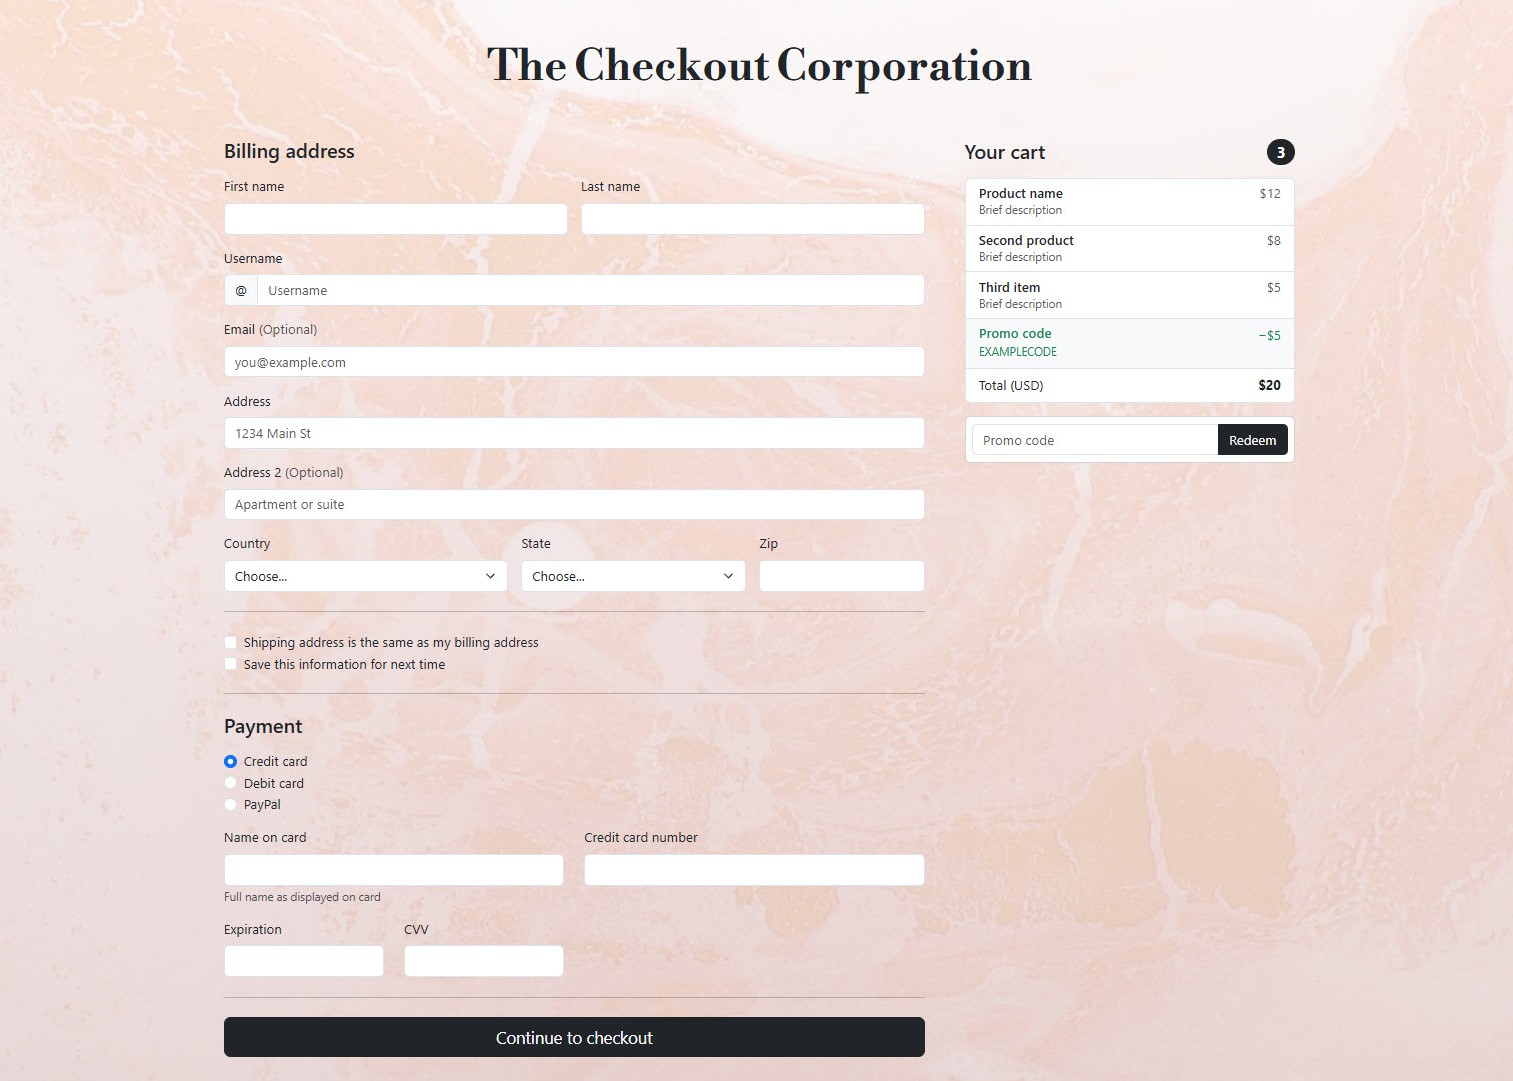 The Checkout Corporation
Billing address
First name
Last name
Username
@
Username
Email (Optional)
you@example.com
Address
1234 Main St
Address 2 (Optional)
Apartment or suite
Country
State
Zip
Choose...
Choose...
Shipping address is the same as my billing address
Save this information for next time
Payment
Credit card
Debit card
PayPal
Name on card
Credit card number
Full name as displayed on card
Expiration
CVV
Continue to checkout
Your cart
3
Product name
$12
Brief description
Second product
$8
Brief description
Third item
$5
Brief description
Promo code
−$5
EXAMPLECODE
Total (USD)
$20
Promo code
Redeem